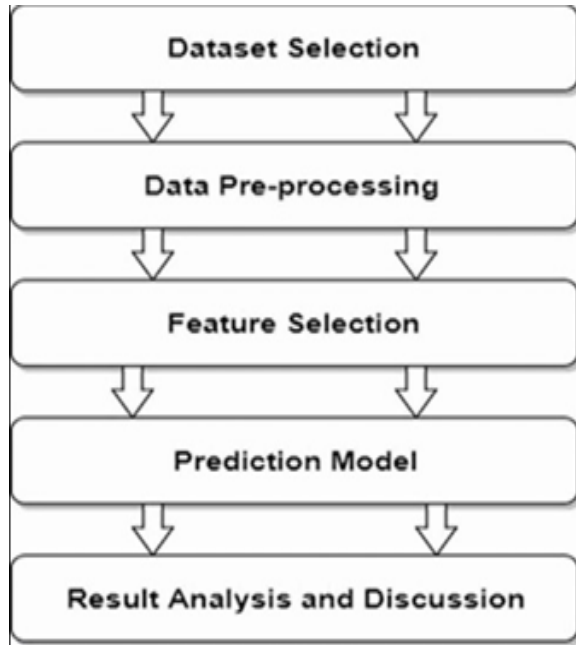 Dataset Selection
Data Pre-processing
Feature Selection
Prediction Model
Result Analysis and Discussion